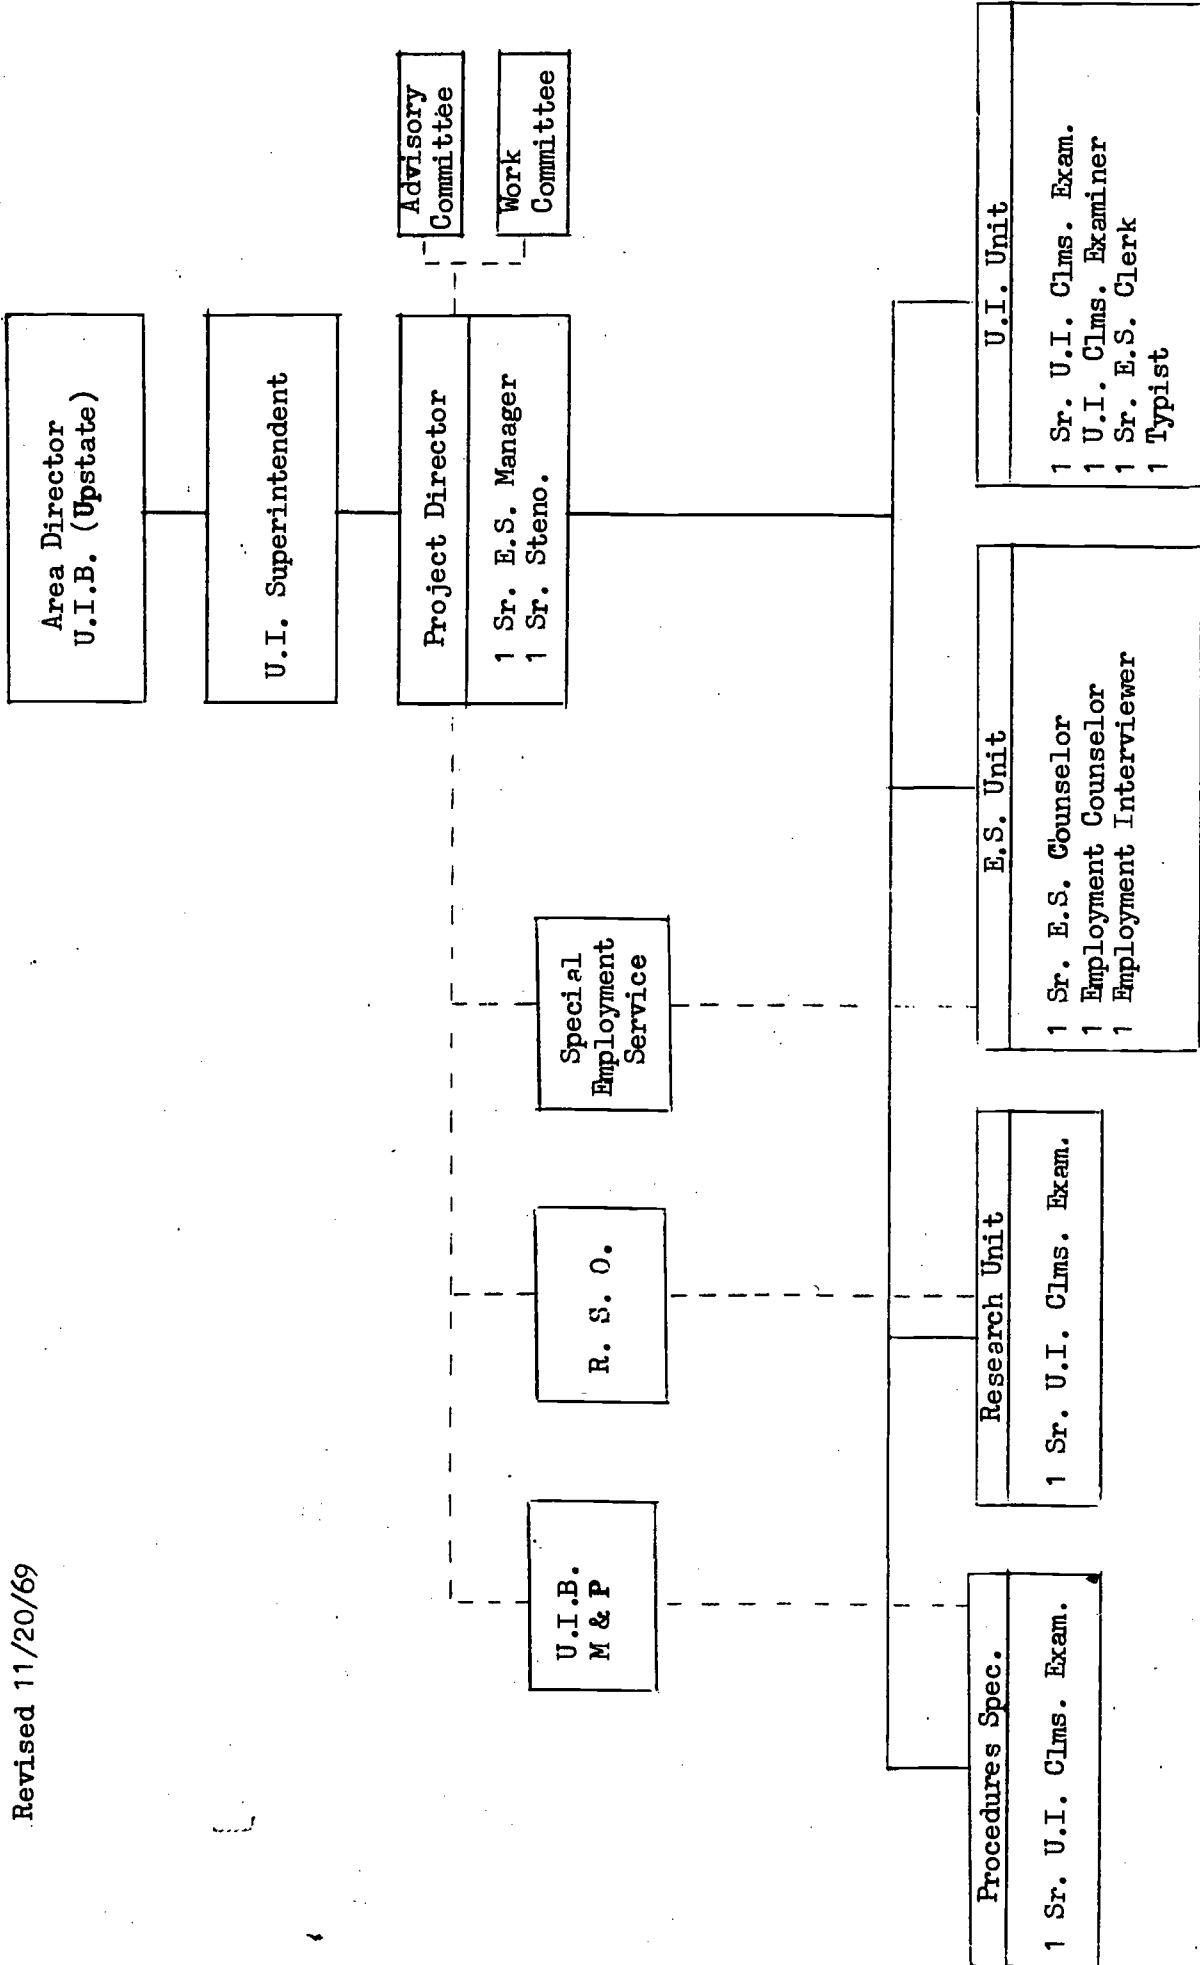 Revised 11/20/69
Area Director
U.I.B. (Upstate)
U.I. Superintendent
Project Director
1 Sr. E.S. Manager
1 Sr. Steno.
Advisory
Committee
Work
Committee
U.I.B.
M & P
R. S. O.
Special
Employment
Service
Procedures Spec.
1 Sr. U.I. Clms. Exam.
Research Unit
1 Sr. U.I. Clms. Exam.
E.S. Unit
1 Sr. E.S. Counselor
1 Employment Counselor
1 Employment Interviewer
U.I. Unit
1 Sr. U.I. Clms. Exam.
1 U.I. Clms. Examiner
1 Sr. E.S. Clerk
1 Typist